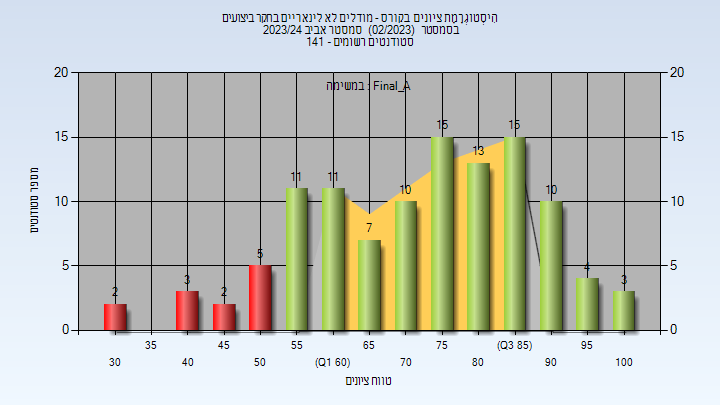 הִיסְטוֹגְרַמַּת ציונים בקורס - מודלים לא לינאריים בחקר ביצועים
בסמסטר (02/2023) סמסטר אביב 2023/24
סטודנטים רשומים - 141
במשימה : Final_A
20 20
15 15
10 10
5 5
0 0
2 3 2 5 11 11 7 10 15 13 15 10 4 3
מספר סטודנטים
35 45 55 65 75 (Q3 85) 95
30 40 50 (Q1 60) 70 80 90 100
טווח ציונים